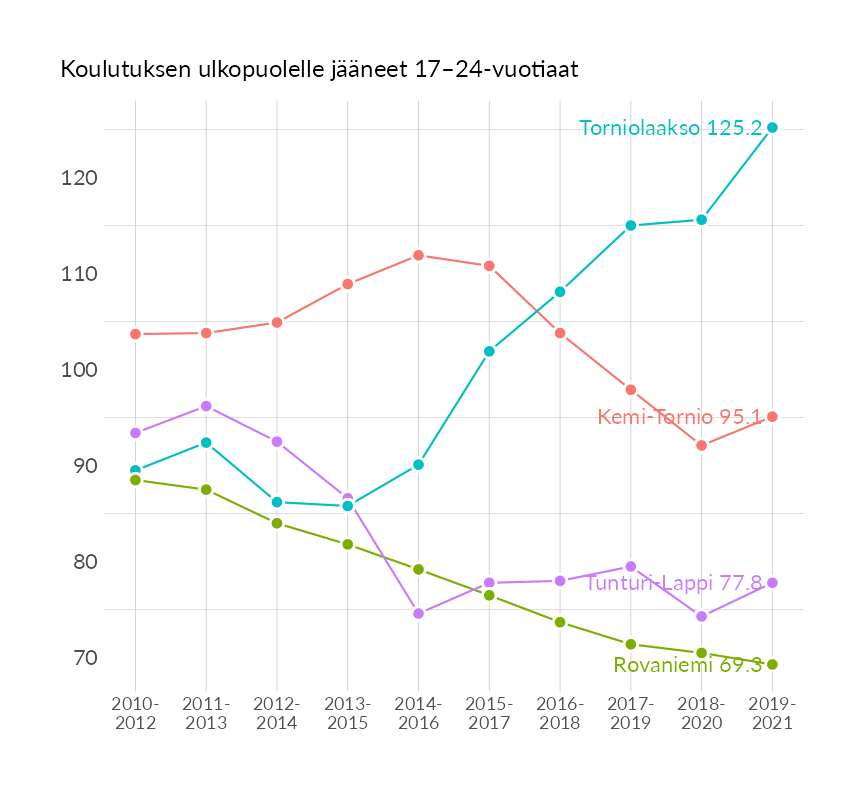 Koulutuksen ulkopuolelle jääneet 17–24-vuotiaat
Torniolaakso 125.2
120
110
100
Kemi-Tornio 95.1
90
80
Tunturi-Lappi 77.8
70
Rovaniemi 69.3
2010- 2011- 2012- 2013- 2014- 2015- 2016- 2017- 2018- 2019-
2012 2013 2014 2015 2016 2017 2018 2019 2020 2021